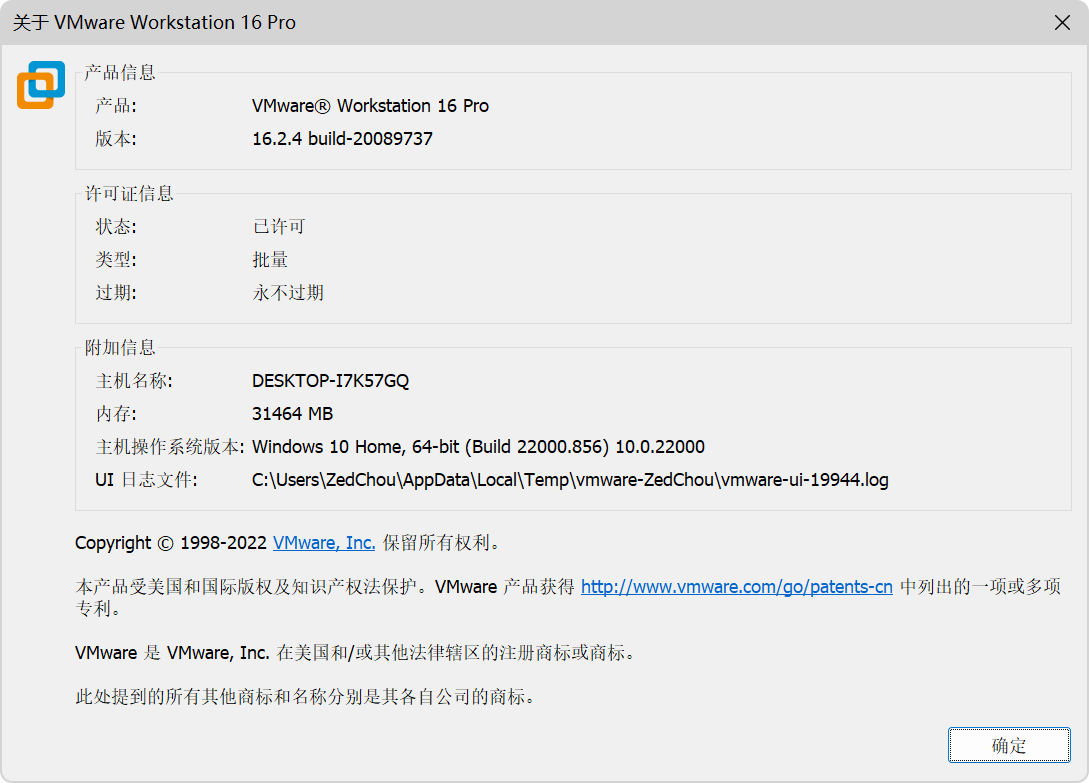 关于 VMware Workstation 16 Pro
产品信息
产品: VMware® Workstation 16 Pro
版本: 16.2.4 build-20089737
许可证信息
状态: 已许可
类型: 批量
过期: 永不过期
附加信息
主机名称: DESKTOP-I7K57GQ
内存: 31464 MB
主机操作系统版本: Windows 10 Home, 64-bit (Build 22000.856) 10.0.22000
UI 日志文件: C:\Users\ZedChou\AppData\Local\Temp\vmware-ZedChou\vmware-ui-19944.log
Copyright © 1998-2022 VMware, Inc. 保留所有权利。
本产品受美国和国际版权及知识产权法保护。VMware 产品获得 http://www.vmware.com/go/patents-cn 中列出的一项或多项
专利。
VMware 是 VMware, Inc. 在美国和/或其他法律辖区的注册商标或商标。
此处提到的所有其他商标和名称分别是其各自公司的商标。
确定